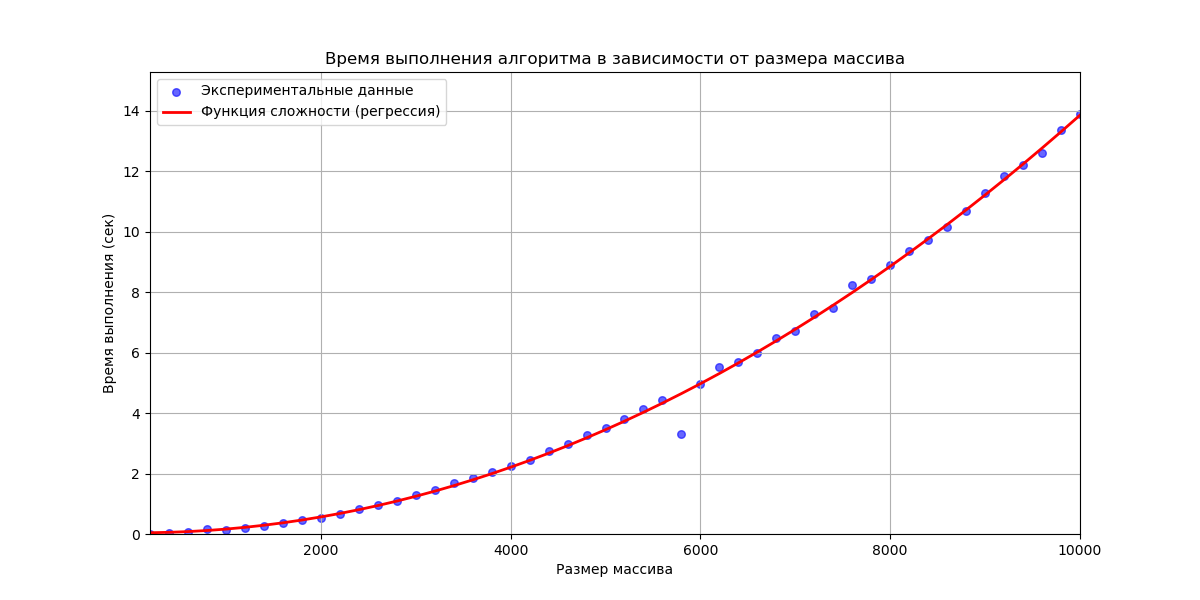 Время выполнения алгоритма в зависимости от размера массива
Экспериментальные данные
Функция сложности (регрессия)
Время выполнения (сек)
14
12
10
8
6
4
2
0
2000 4000 6000 8000 10000
Размер массива